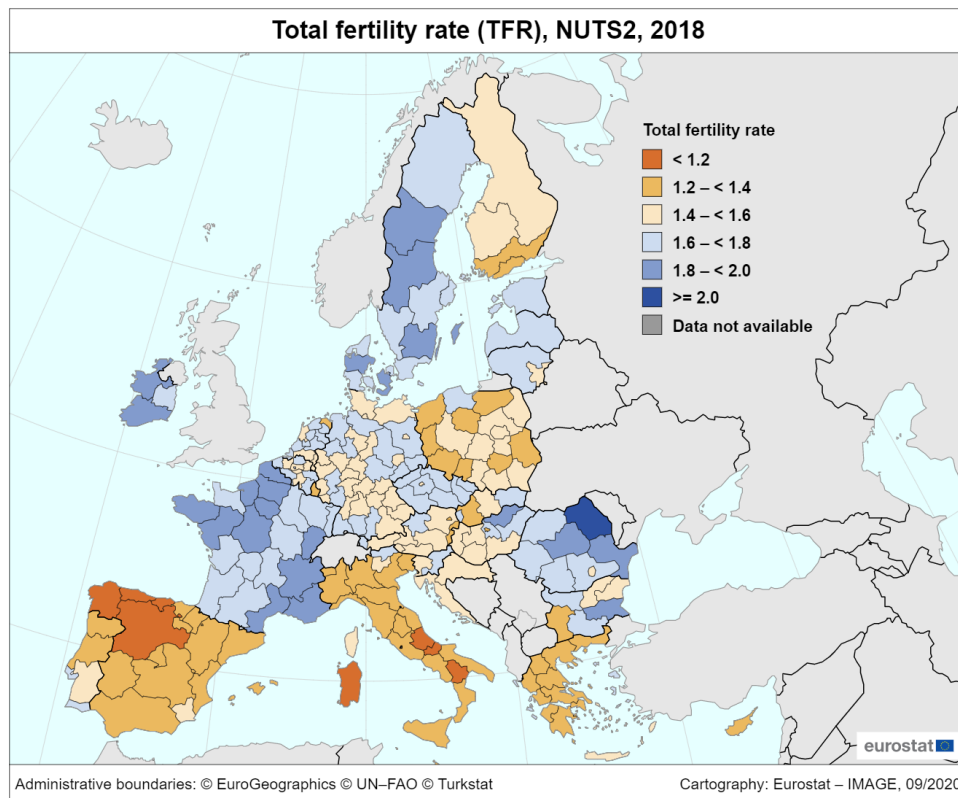 Total fertility rate (TFR), NUTS2, 2018
Total fertility rate
< 1.2
1.2 – < 1.4
1.4 – < 1.6
1.6 – < 1.8
1.8 – < 2.0
>= 2.0
Data not available
eurostat
Administrative boundaries: © EuroGeographics © UN–FAO © Turkstat
Cartography: Eurostat – IMAGE, 09/2020